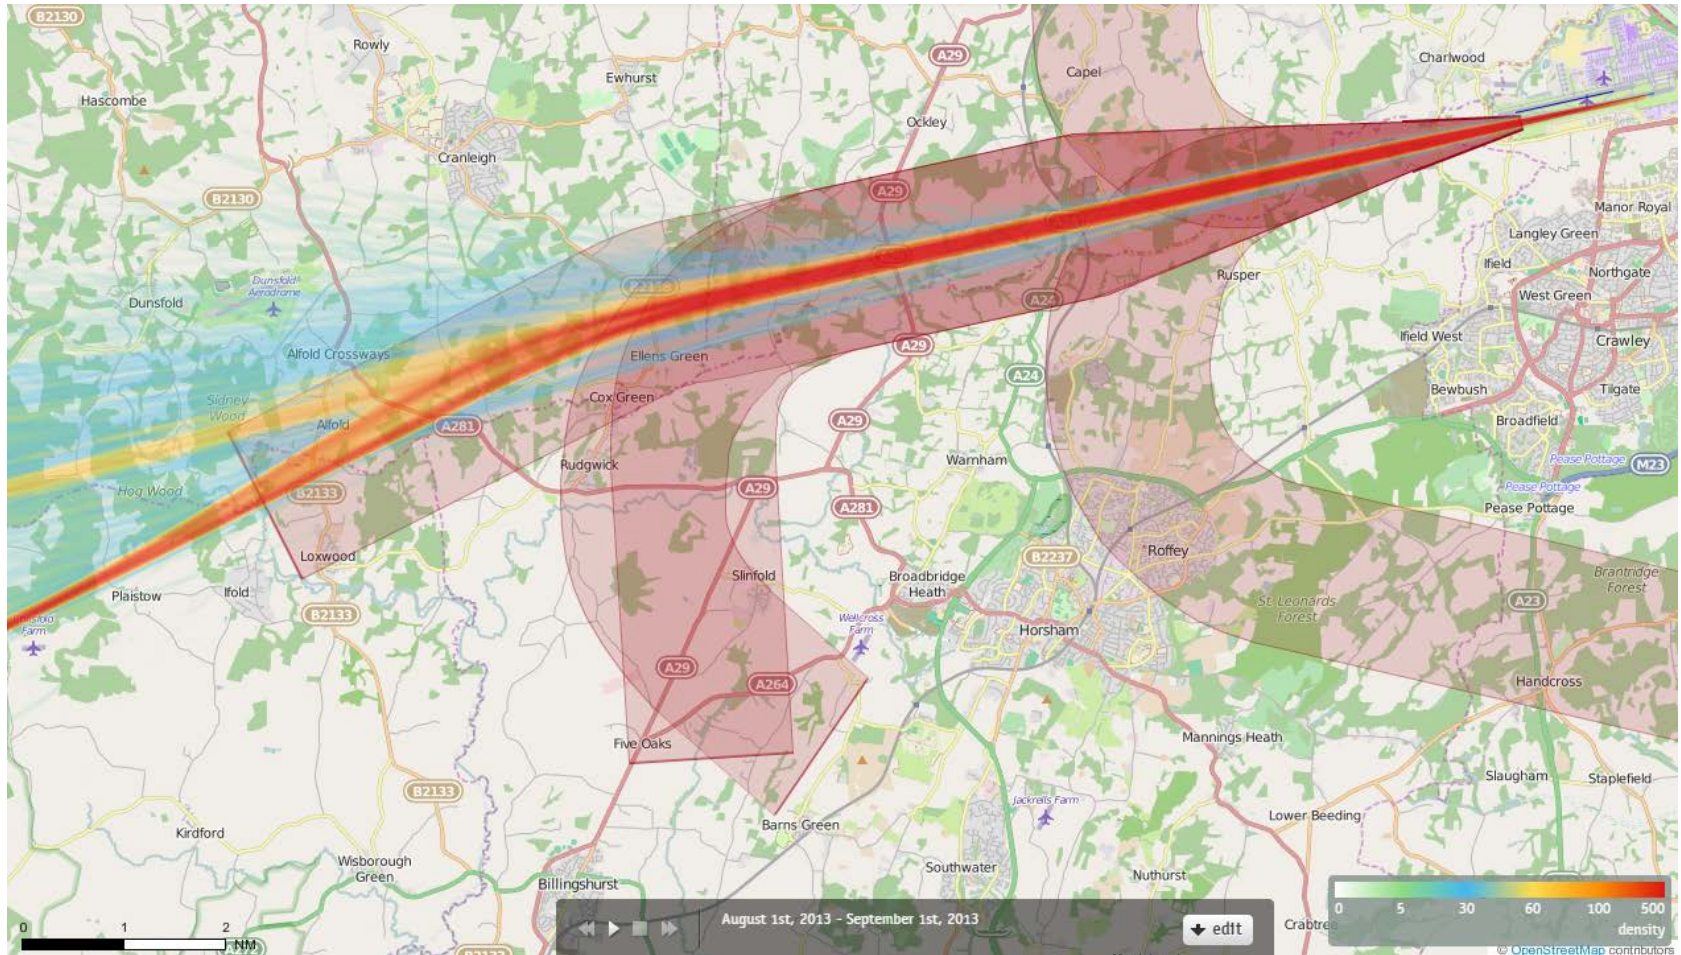 B2130
Rowly
A29
Charlwood
Capel
Ewhurst
Hascombe
Ockley
Cranleigh
A29
B2130
Manor Royal
Langley Green
Ifield
Rusper
Northgate
Dunsfold
Aerodrome
Dunsfold
West Green
A24
A29
Ifield West
Crawley
Alfold Crossways
Ellens Green
A29
A24
Bewbush
Tilgate
Cox Green
Sidney
Wood
Alfold
A281
A29
Broadfield
Warnham
Rudgwick
Pease Pottage
M23
Hog Wood
B2133
A29
Pease Pottage
A281
Pease Pottage
Loxwood
B2237
Roffey
Slinfold
Broadbridge
Heath
Brantridge
Forest
Plaistow
Ifold
St. Leonards
Forest
A23
B2133
Wellcross
Farm
Farm
Horsham
A29
A264
Handcross
Five Oaks
Mannings Heath
Slaugham
Staplefield
B2133
Jackrells Farm
Lower Beeding
Kirdford
Barns Green
Wisborough
Green
Southwater
Nuthurst
Billingshurst
0 1 2
NM
August 1st, 2013 - September 1st, 2013
edit
0 5 30 60 100 500
density
© OpenStreetMap contributors